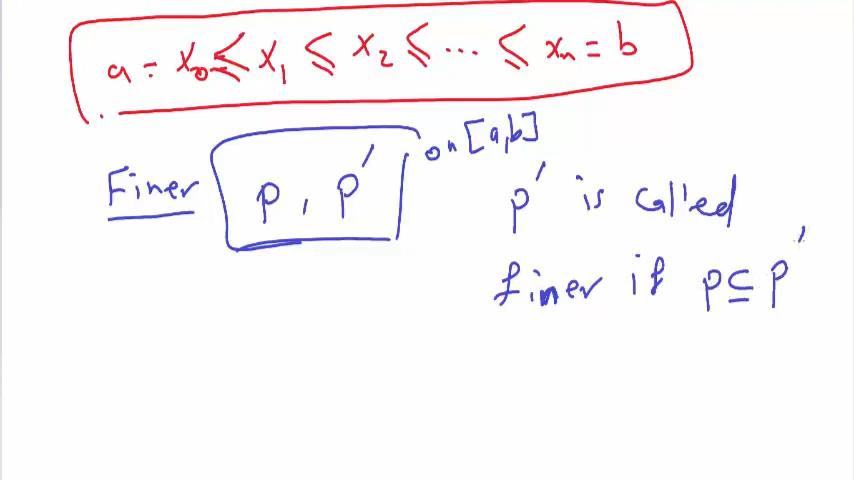 a = x₀ ≤ x₁ ≤ x₂ ≤ ... ≤ xₙ = b
Finer p, p′ on [a,b]
p′ is called
finer if p ⊆ p′